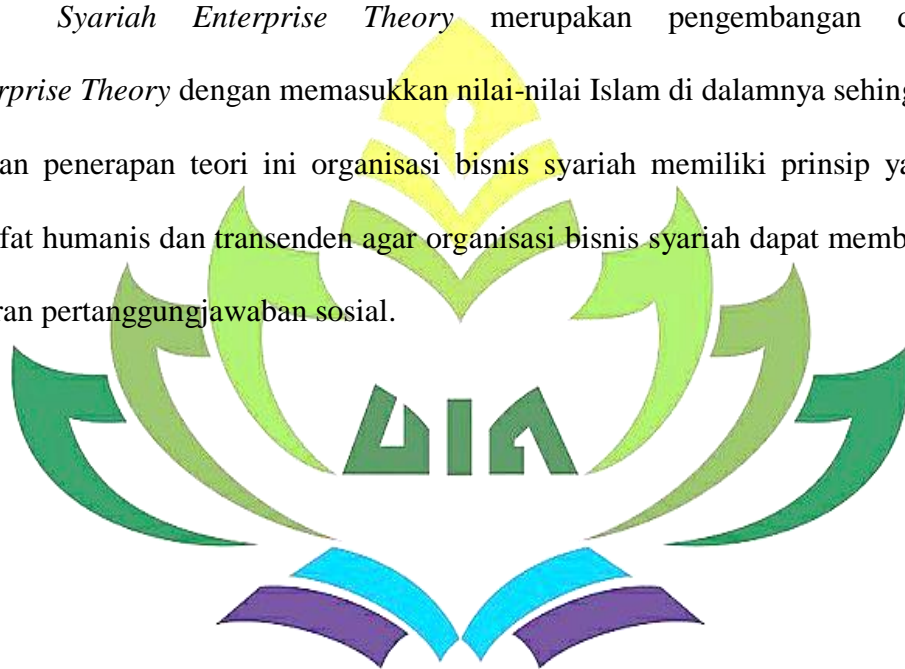 Syariah Enterprise Theory merupakan pengembangan d
rprise Theory dengan memasukkan nilai-nilai Islam di dalamnya sehing
an penerapan teori ini organisasi bisnis syariah memiliki prinsip ya
fat humanis dan transenden agar organisasi bisnis syariah dapat memb
ran pertanggungjawaban sosial.
UIN